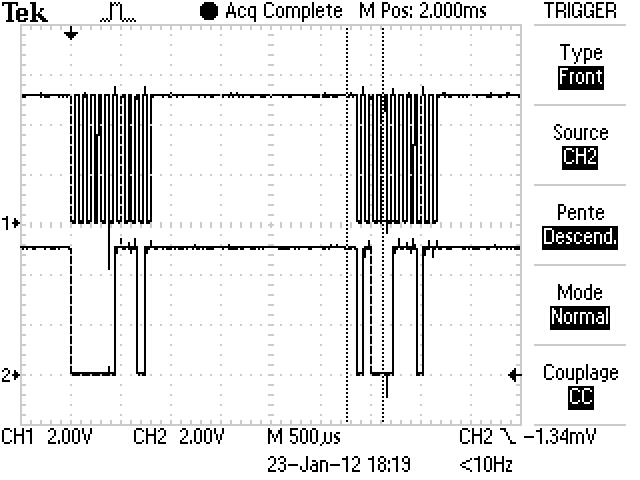 Tek Acq Complete M Pos: 2.000ms TRIGGER
Type
Front
Source
CH2
1
Pente
Descend.
Mode
Normal
2
Couplage
CC
CH1 2.00V CH2 2.00V M 500µs CH2 -1.34mV
23-Jan-12 18:19 <10Hz